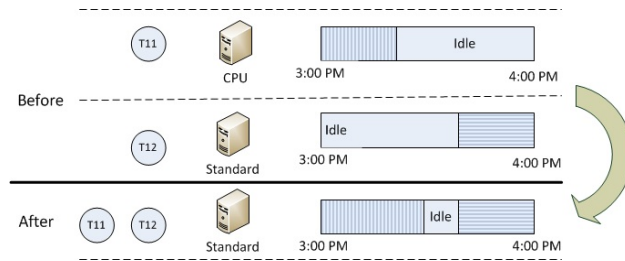 T11
Idle
CPU
3:00 PM
4:00 PM
Before
Idle
T12
Standard
3:00 PM
4:00 PM
After
T11
T12
Idle
Standard
3:00 PM
4:00 PM